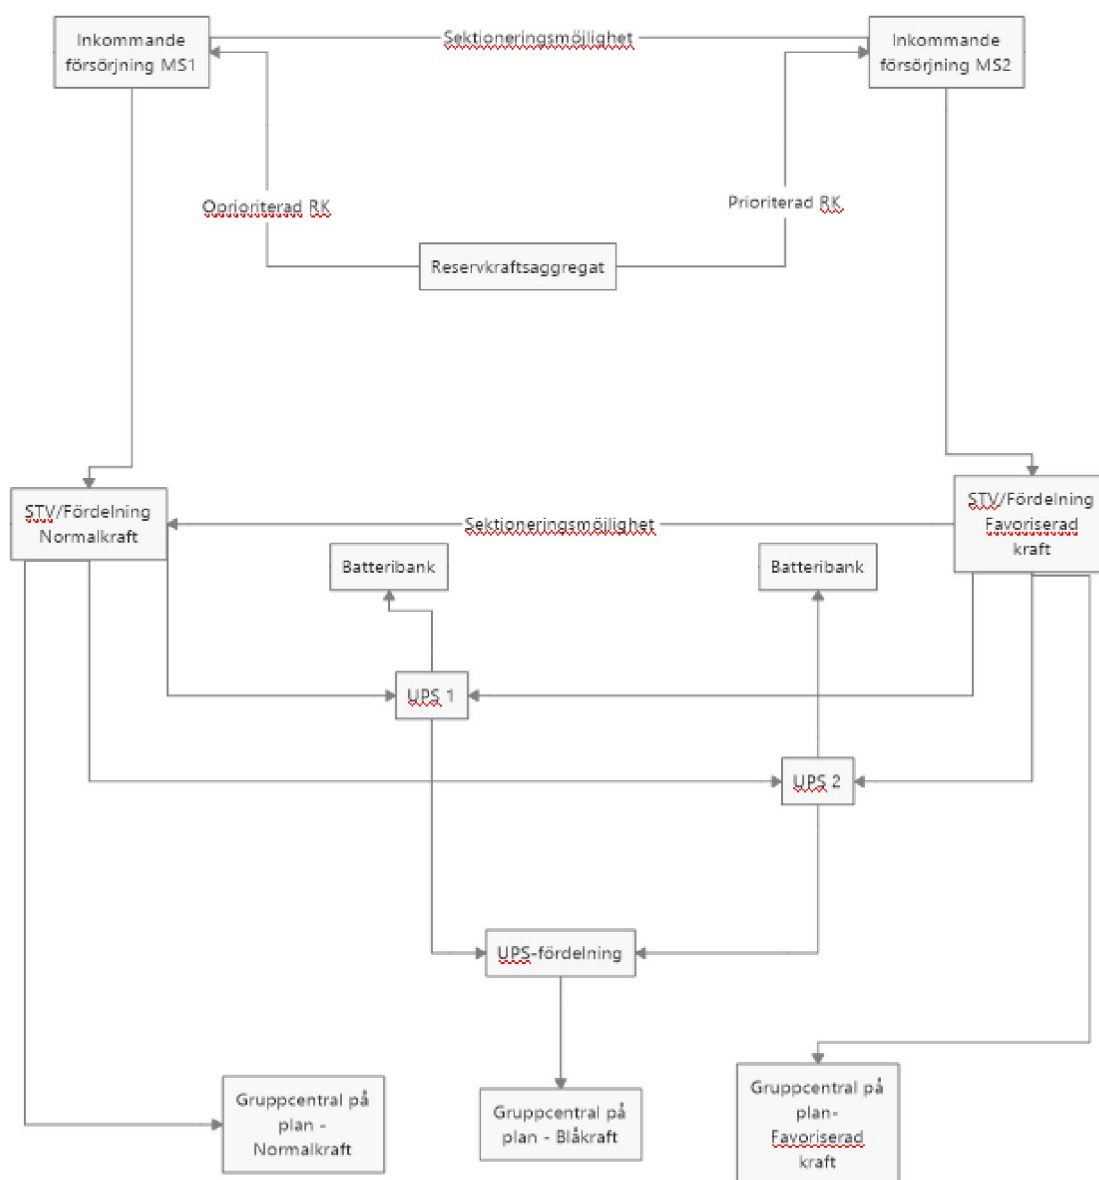 Inkommande
försörjning MS1
Sektioneringsmöjlighet
Inkommande
försörjning MS2
Oprioriterad RK
Prioriterad RK
Reservkraftsaggregat
STV/Fördelning
Normalkraft
Sektioneringsmöjlighet
STV/Fördelning
Favoriserad
kraft
Batteribank
Batteribank
UPS 1
UPS 2
UPS-fördelning
Gruppcentral på
plan -
Normalkraft
Gruppcentral på
plan - Blåkraft
Gruppcentral på
plan-
Favoriserad
kraft